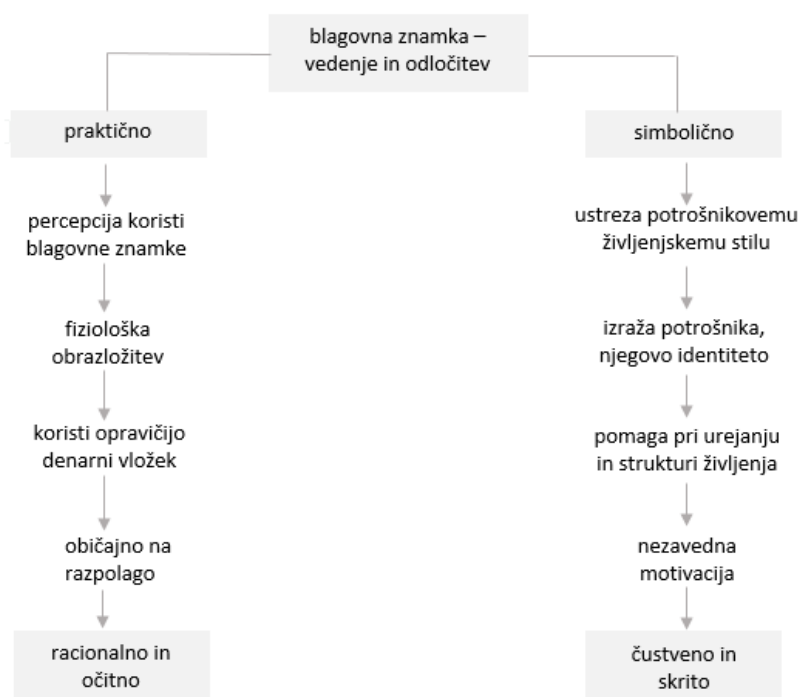 blagovna znamka –
vedenje in odločitev
praktično
percepcija koristi
blagovne znamke
fiziološka
obrazložitev
koristi opravičijo
denarni vložek
običajno na
razpolago
racionalno in
očitno
simbolično
ustreza potrošnikovemu
življenjskemu stilu
izraža potrošnika,
njegovo identiteto
pomaga pri urejanju
in strukturi življenja
nezavedna
motivacija
čustveno in
skrito